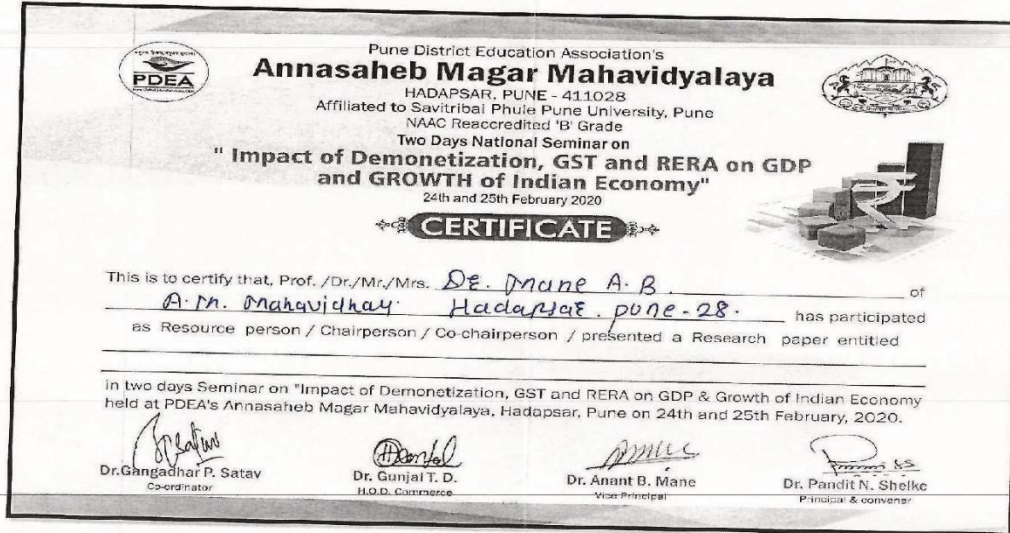 PDEA
Pune District Education Association's
Annasaheb Magar Mahavidyalaya
HADAPSAR, PUNE - 411028
Affiliated to Savitribai Phule Pune University, Pune
NAAC Reaccredited 'B' Grade
Two Days National Seminar on
" Impact of Demonetization, GST and RERA on GDP
and GROWTH of Indian Economy"
24th and 25th February 2020
CERTIFICATE
This is to certify that, Prof. /Dr./Mr./Mrs. DE. Mane A. B. of
A. M. Mahavidhay. Hadapsar. pune-28. has participated
as Resource person / Chairperson / Co-chairperson / presented a Research paper entitled
in two days Seminar on "Impact of Demonetization, GST and RERA on GDP & Growth of Indian Economy
held at PDEA's Annasaheb Magar Mahavidyalaya, Hadapsar, Pune on 24th and 25th February, 2020.
Dr.Gangadhar P. Satav Dr. Gunjal T. D. Dr. Anant B. Mane Dr. Pandit N. Shelke
Co-ordinator H.O.D. Commerce Vice Principal Principal & convener